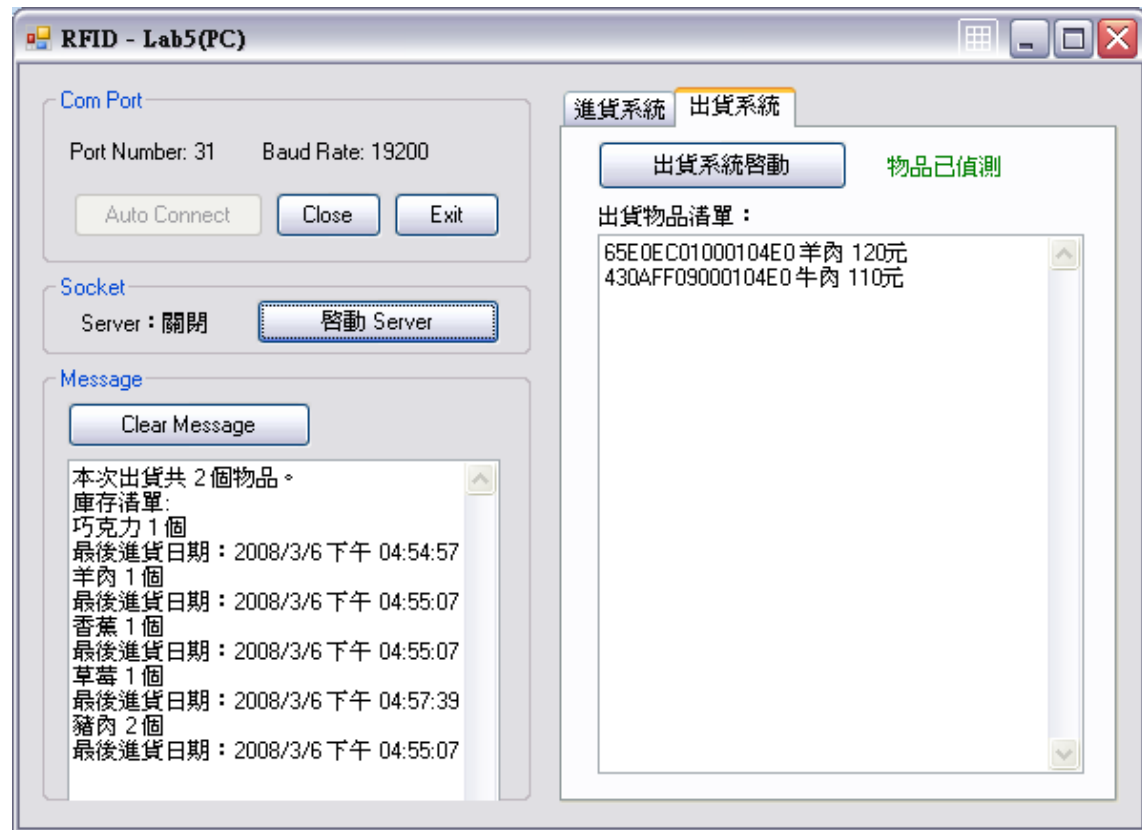 RFID - Lab5(PC)
Com Port
Port Number: 31 Baud Rate: 19200
Auto Connect Close Exit
Socket
Server：關閉 啓動 Server
Message
Clear Message
本次出貨共 2 個物品。
庫存清單:
巧克力 1 個
最後進貨日期：2008/3/6 下午 04:54:57
羊肉 1 個
最後進貨日期：2008/3/6 下午 04:55:07
香蕉 1 個
最後進貨日期：2008/3/6 下午 04:55:07
草莓 1 個
最後進貨日期：2008/3/6 下午 04:57:39
豬肉 2 個
最後進貨日期：2008/3/6 下午 04:55:07
進貨系統 出貨系統
出貨系統啓動 物品已偵測
出貨物品清單：
65E0EC01000104E0 羊肉 120元
430AFF09000104E0 牛肉 110元